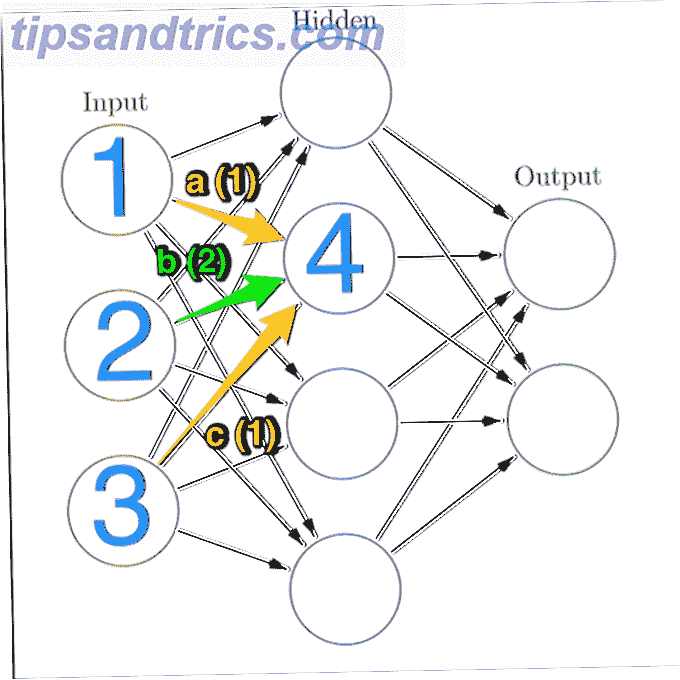 Hidden
tipsandtrics.com
Input
1
a (1)
Output
b (2)
4
2
c (1)
3